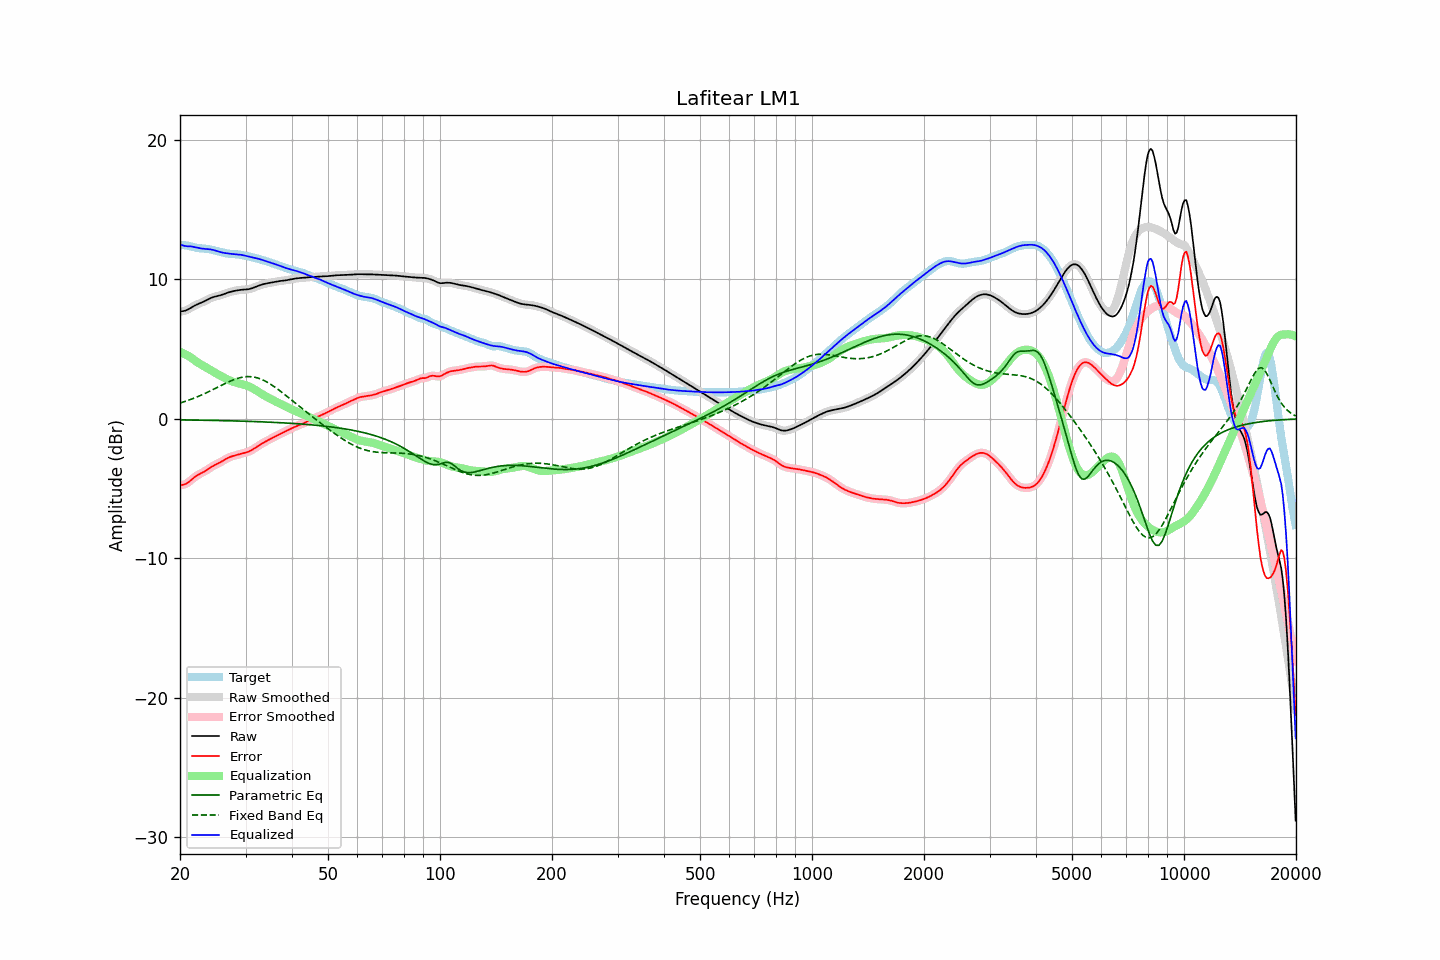 Lafitear LM1
Amplitude (dBr)
20
10
0
−10
−20
−30
Target
Raw Smoothed
Error Smoothed
Raw
Error
Equalization
Parametric Eq
Fixed Band Eq
Equalized
20 50 100 200 500 1000 2000 5000 10000 20000
Frequency (Hz)